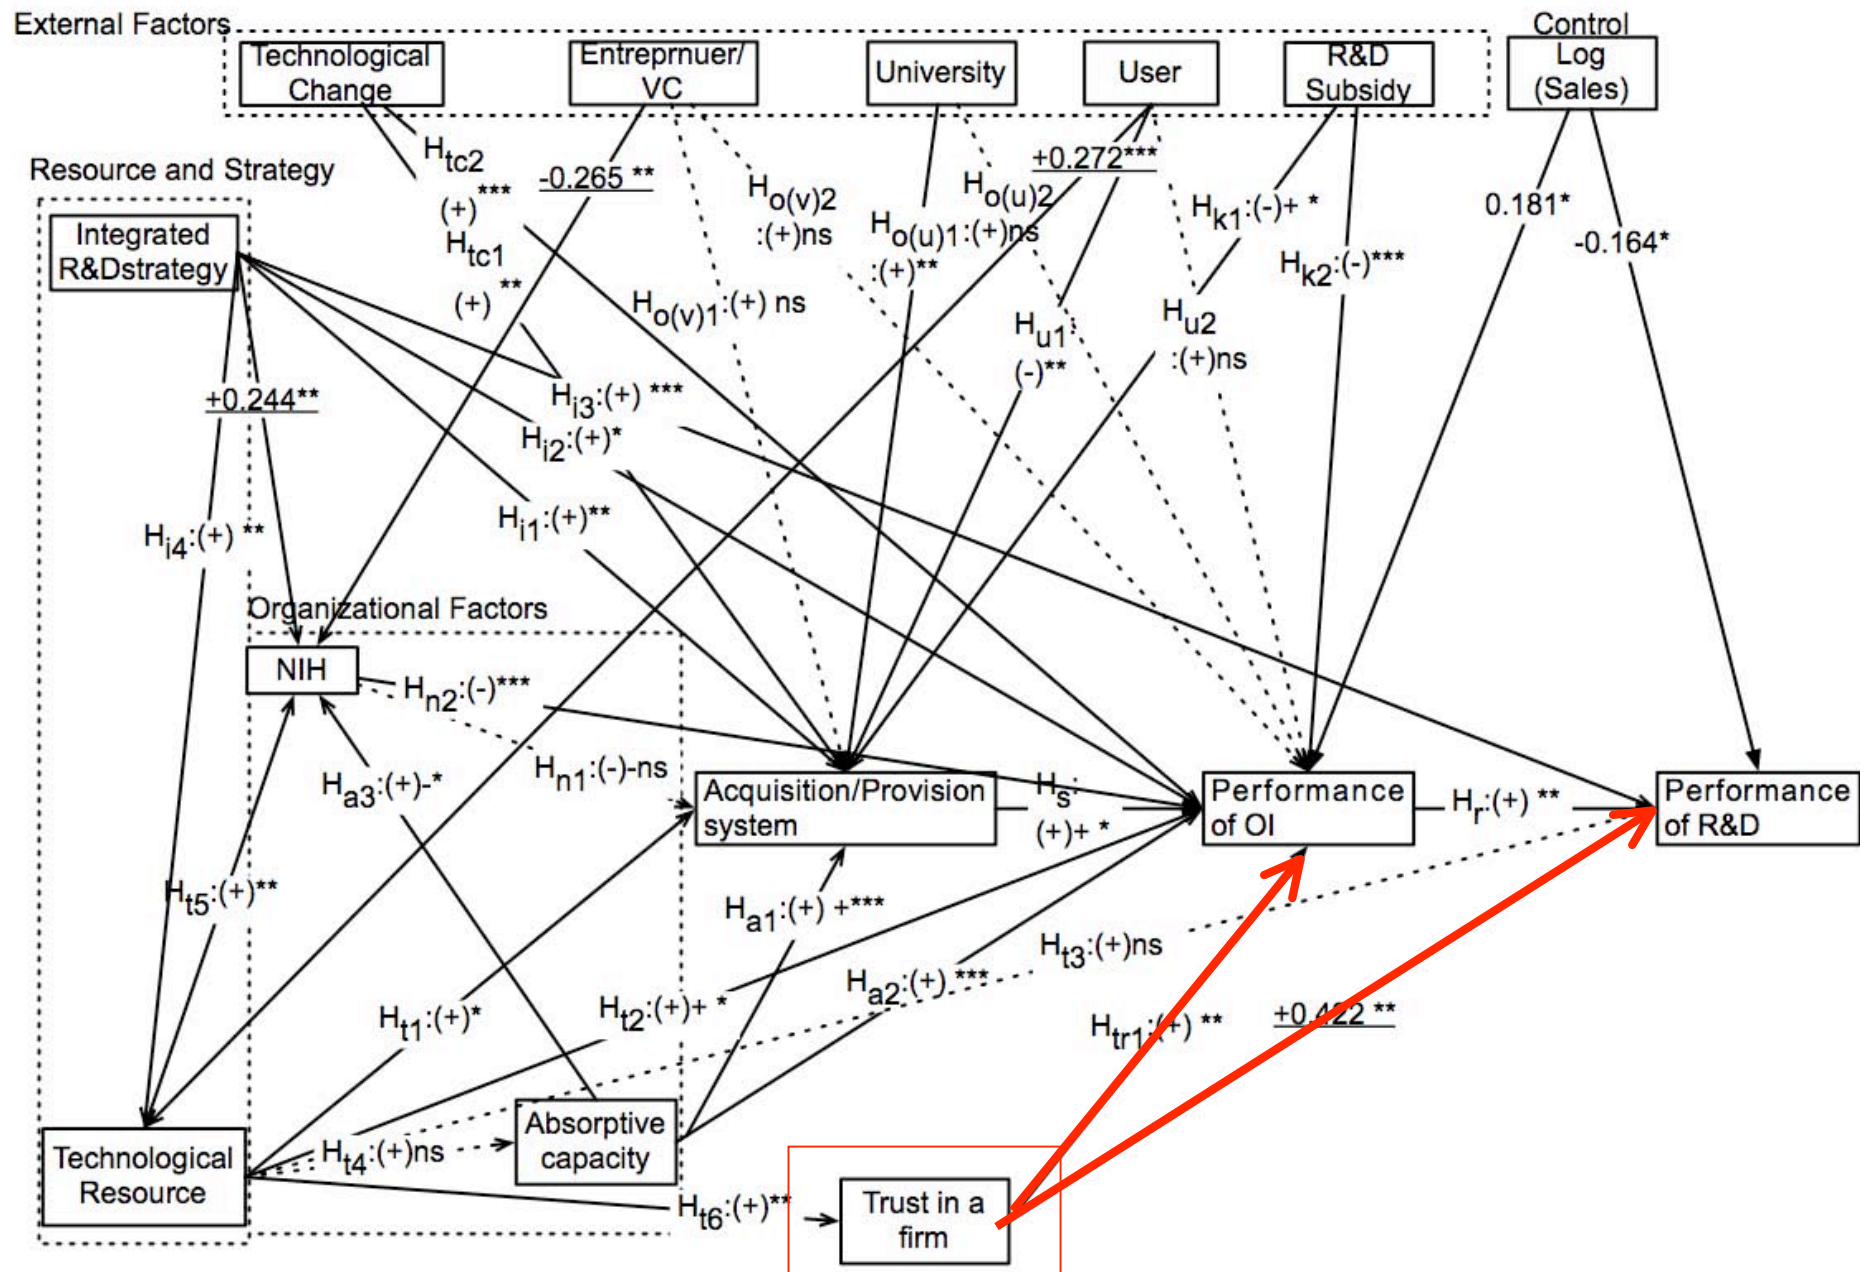 External Factors
Control
Technological
Change
Entreprnuer/
VC
University
User
R&D
Subsidy
Log
(Sales)
Resource and Strategy
Htc2
(+)***
-0.265 **
Ho(v)2
:(+)ns
Ho(u)2
:(+)ns
+0.272***
Hk1:(-)+ *
0.181*
-0.164*
Integrated
R&Dstrategy
Htc1
(+) **
Ho(u)1
:(+)**
Hk2:(-)***
Ho(v)1:(+) ns
Hu1:
(-)**
Hu2
:(+)ns
+0.244**
Hi3:(+) ***
Hi2:(+)*
Hi1:(+)**
Hi4:(+) **
Organizational Factors
NIH
Hn2:(-)***
Hn1:(-)-ns
Ha3:(+)-*
Acquisition/Provision
system
Hs:
(+)+ *
Performance
of OI
Hr:(+) **
Performance
of R&D
Ht5:(+)**
Ha1:(+) +***
Ht3:(+)ns
Ha2:(+) ***
Ht1:(+)*
Ht2:(+)+ *
Htr1:(+) **
+0.422 **
Absorptive
capacity
Technological
Resource
Ht4:(+)ns
Ht6:(+)**
Trust in a
firm